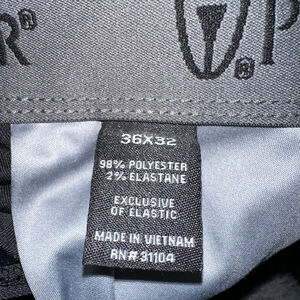 R®
® P
36X32
98% POLYESTER
2% ELASTANE
EXCLUSIVE
OF ELASTIC
MADE IN VIETNAM
RN# 31104